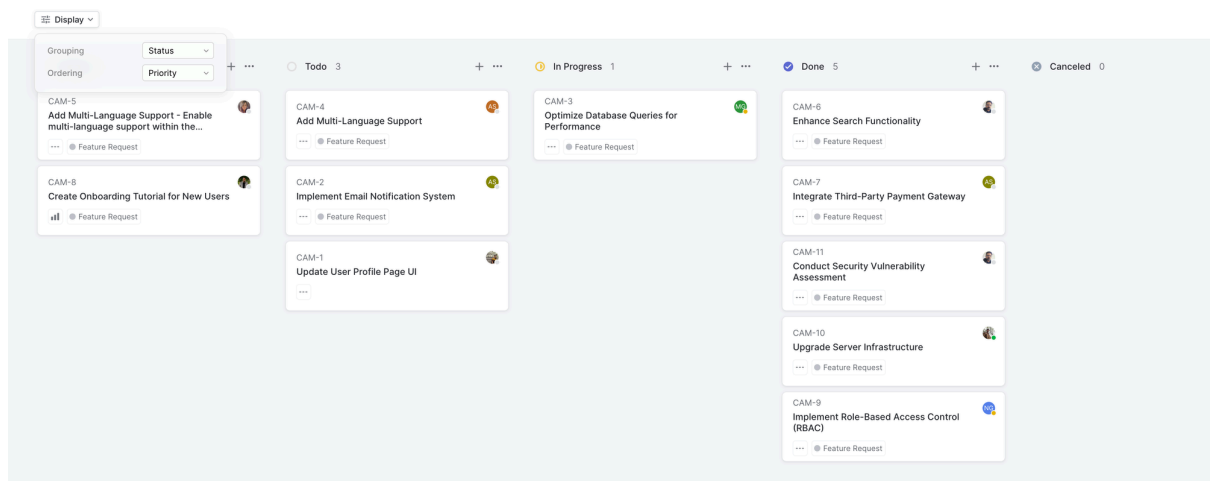 Display
Grouping
Status
Ordering
Priority
CAM-5
Add Multi-Language Support - Enable
multi-language support within the...
Feature Request
CAM-8
Create Onboarding Tutorial for New Users
Feature Request
Todo 3
CAM-4
AS
Add Multi-Language Support
Feature Request
CAM-2
AS
Implement Email Notification System
Feature Request
CAM-1
Update User Profile Page UI
In Progress 1
CAM-3
MG
Optimize Database Queries for
Performance
Feature Request
Done 5
CAM-6
Enhance Search Functionality
Feature Request
CAM-7
AS
Integrate Third-Party Payment Gateway
Feature Request
CAM-11
Conduct Security Vulnerability
Assessment
Feature Request
CAM-10
Upgrade Server Infrastructure
Feature Request
CAM-9
NG
Implement Role-Based Access Control
(RBAC)
Feature Request
Canceled 0